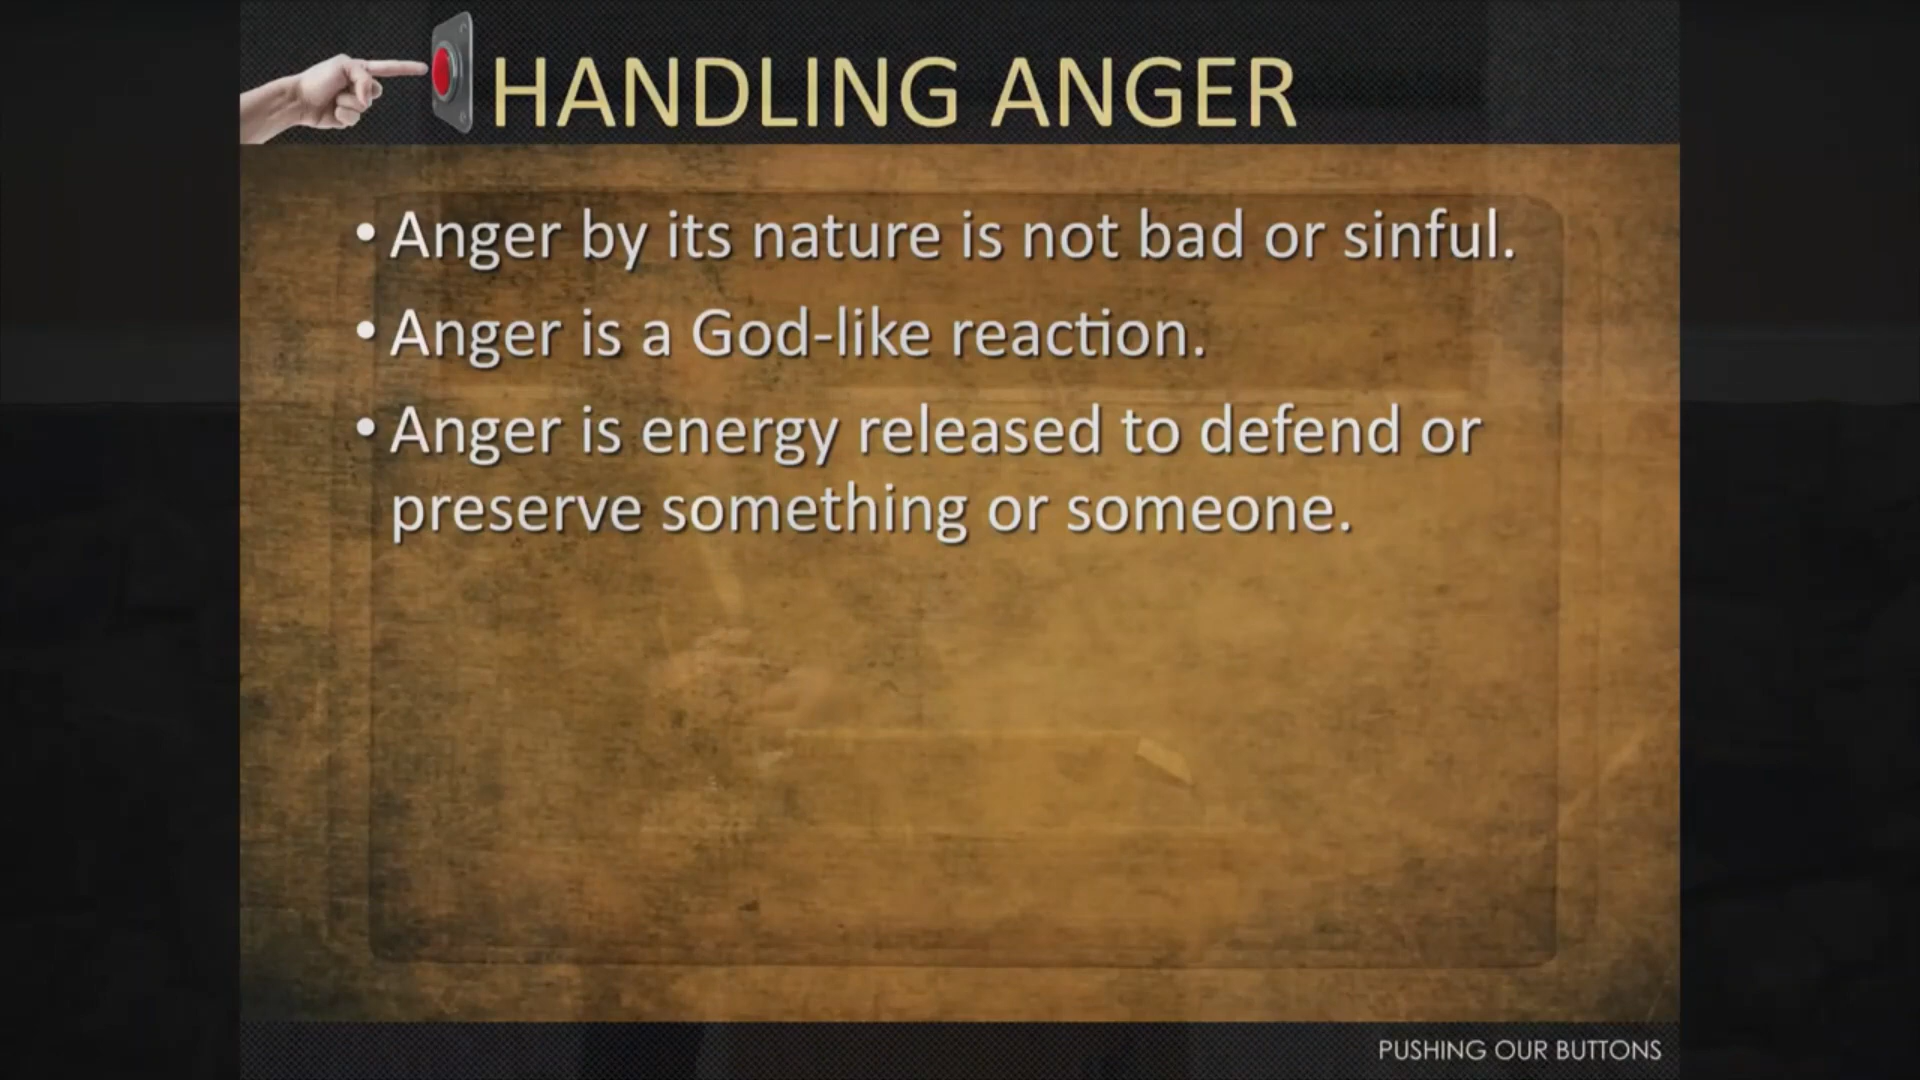 HANDLING ANGER
• Anger by its nature is not bad or sinful.
• Anger is a God-like reaction.
• Anger is energy released to defend or
preserve something or someone.
PUSHING OUR BUTTONS